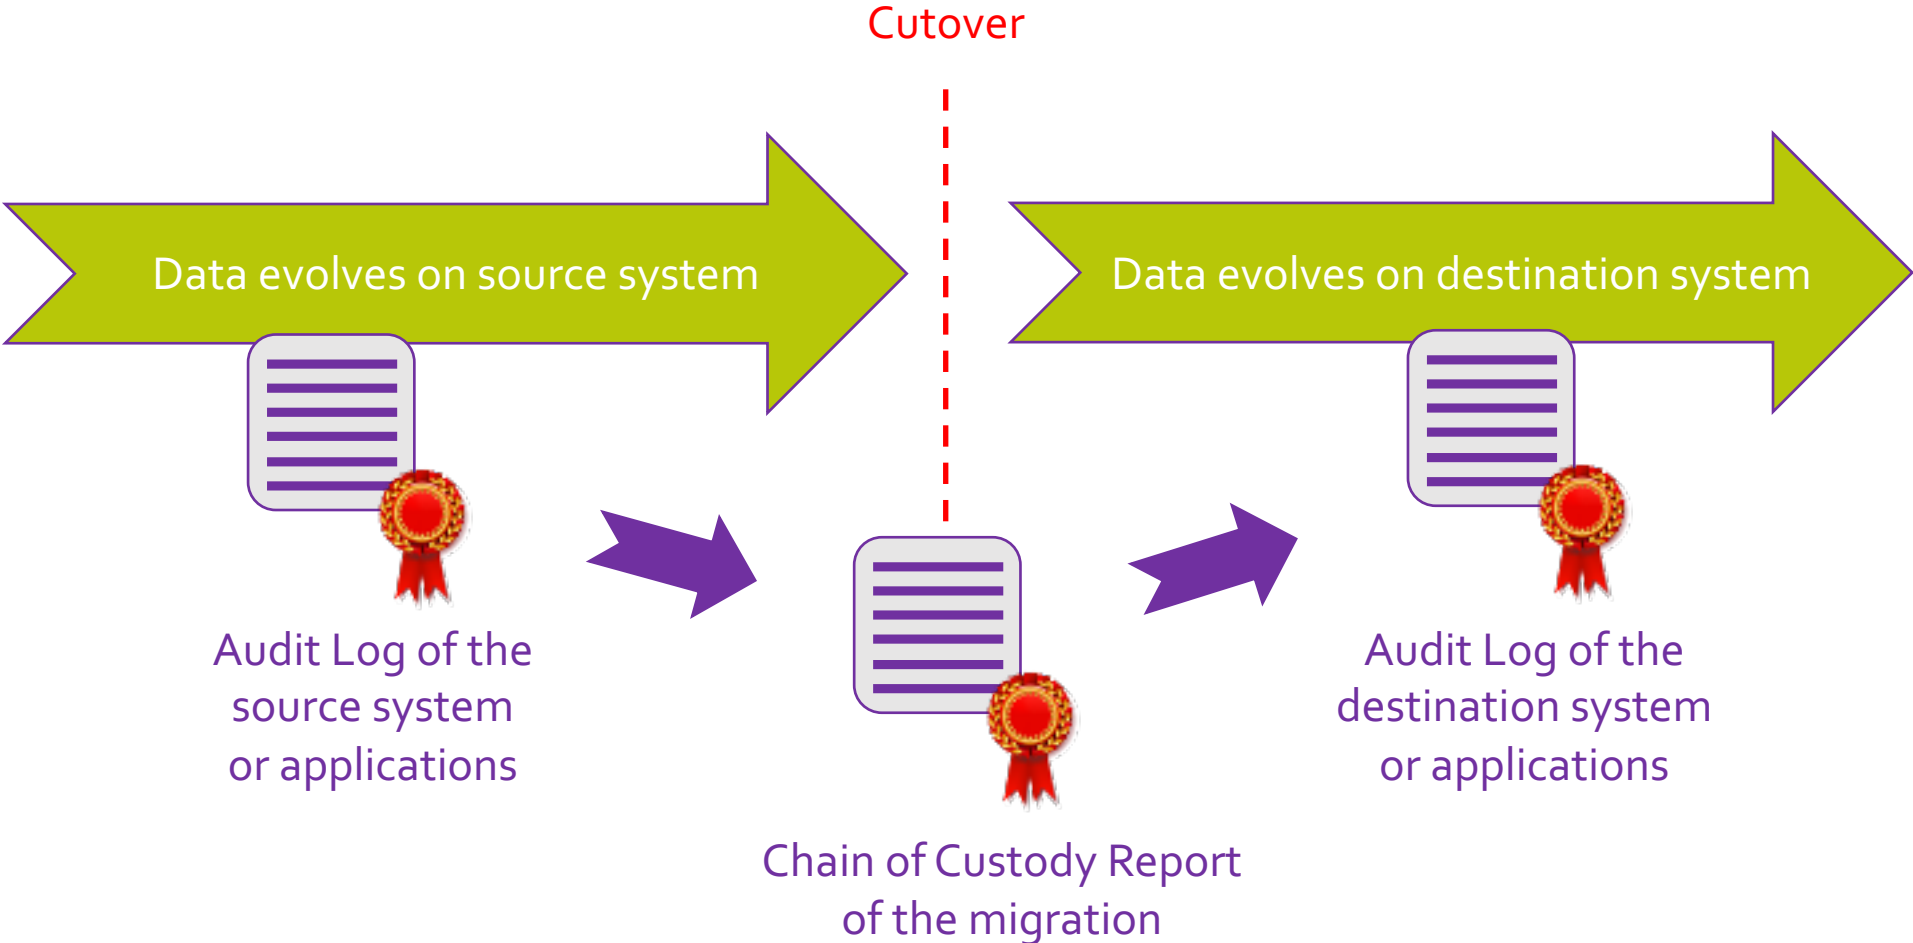 Cutover
Data evolves on source system
Data evolves on destination system
Audit Log of the
source system
or applications
Audit Log of the
destination system
or applications
Chain of Custody Report
of the migration